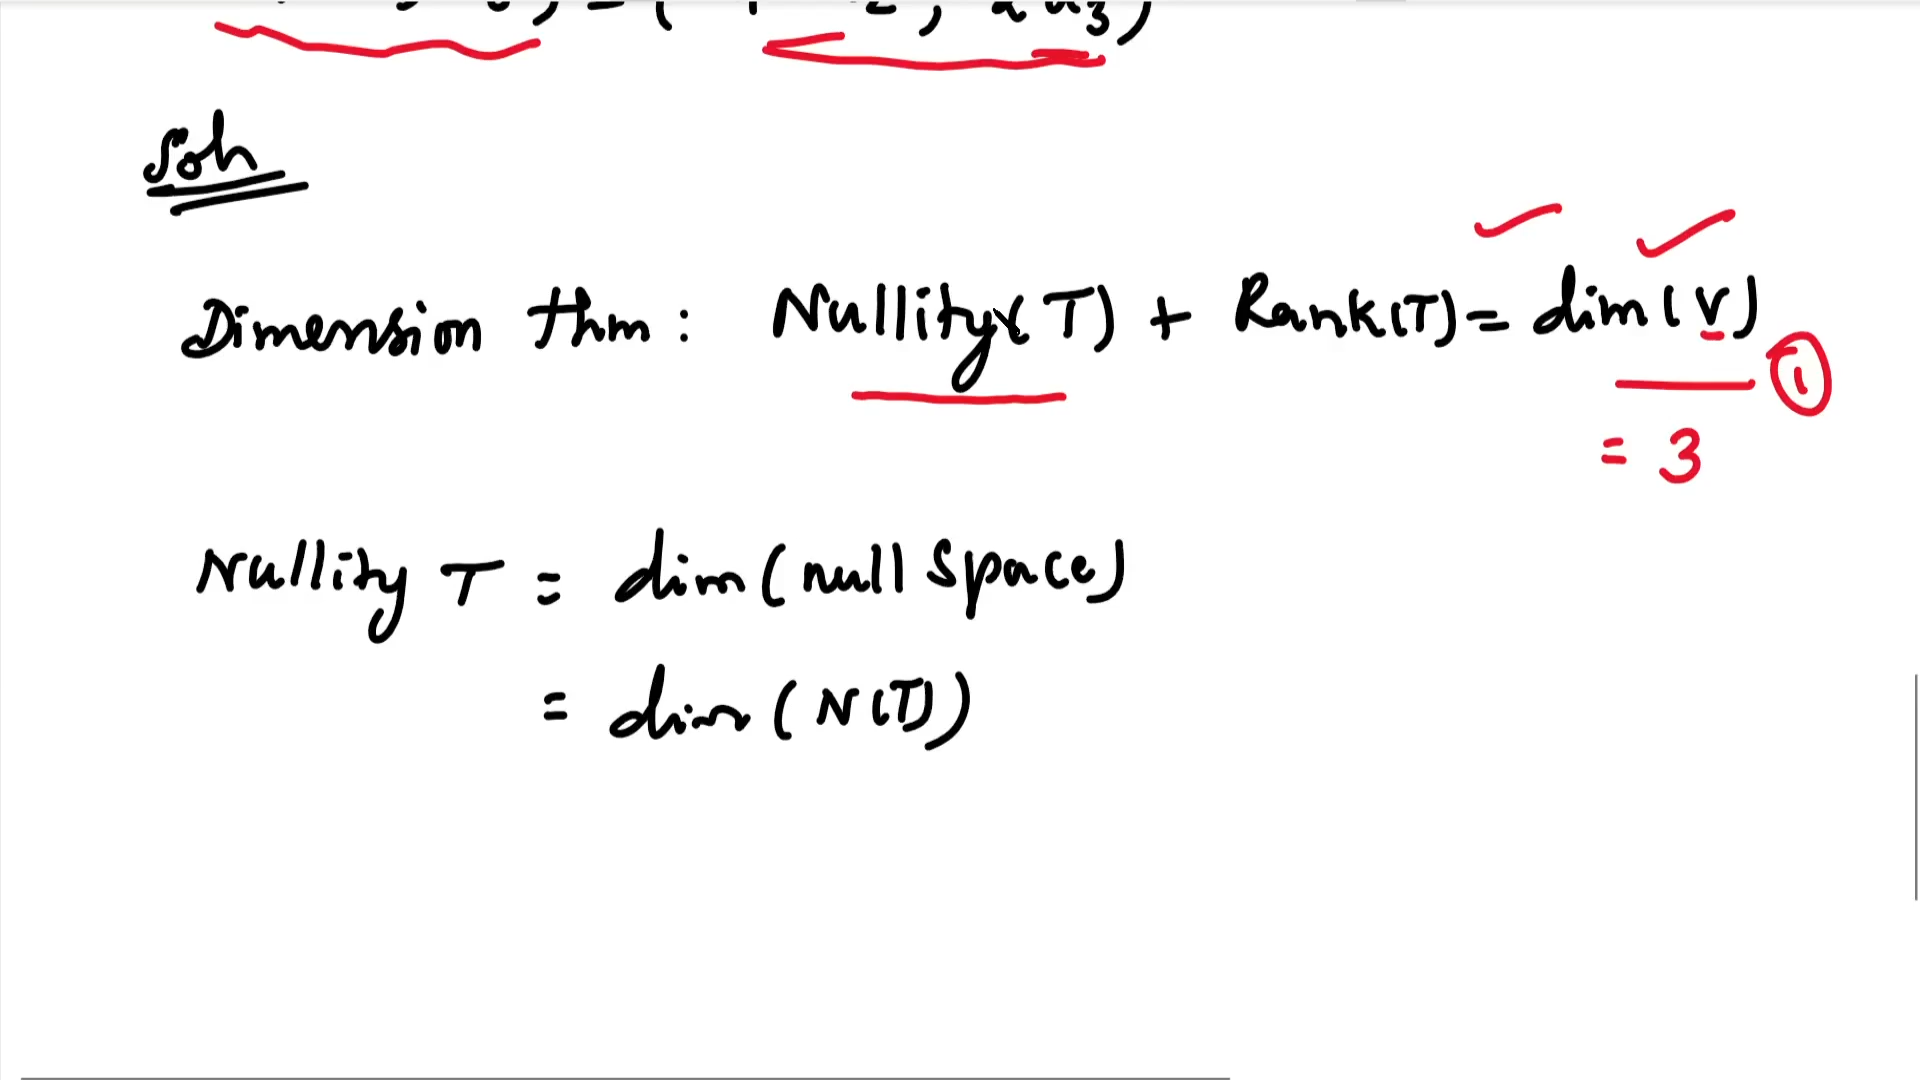 Soln
Dimension thm: Nullity(T) + Rank(T) = dim(V) ①
= 3
Nullity T = dim(null space)
= dim(N(T))